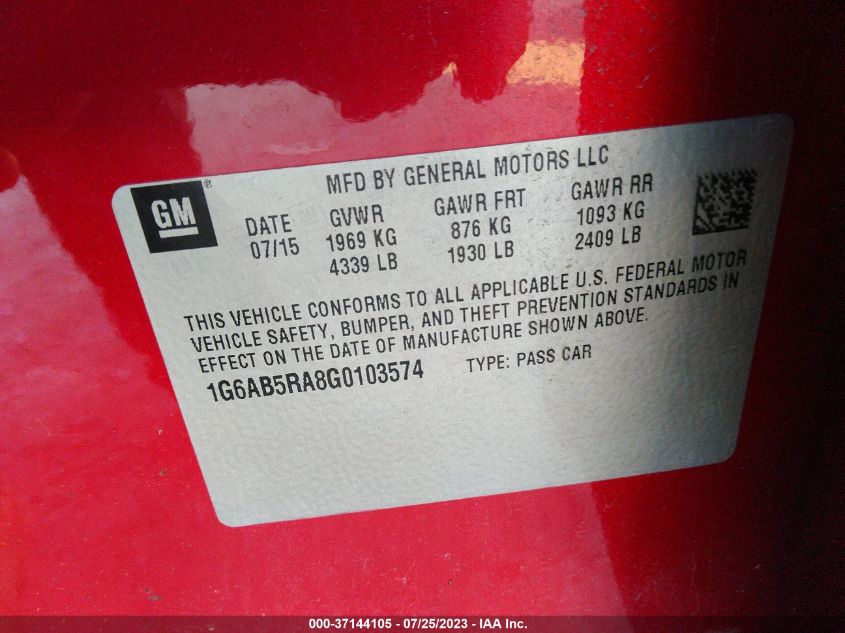 MFD BY GENERAL MOTORS LLC
GM®
DATE GVWR GAWR FRT GAWR RR
07/15 1969 KG 876 KG 1093 KG
4339 LB 1930 LB 2409 LB
THIS VEHICLE CONFORMS TO ALL APPLICABLE U.S. FEDERAL MOTOR
VEHICLE SAFETY, BUMPER, AND THEFT PREVENTION STANDARDS IN
EFFECT ON THE DATE OF MANUFACTURE SHOWN ABOVE.
1G6AB5RA8G0103574 TYPE: PASS CAR
000-37144105 - 07/25/2023 - IAA Inc.